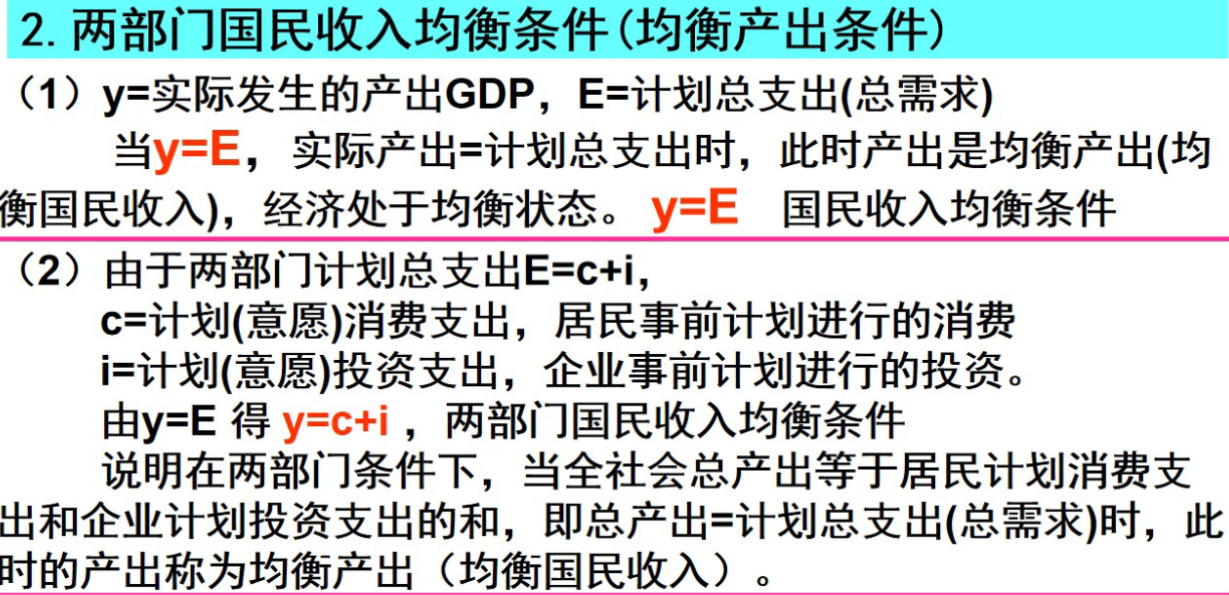 2.两部门国民收入均衡条件(均衡产出条件)
（1）y=实际发生的产出GDP，E=计划总支出(总需求)
当y=E，实际产出=计划总支出时，此时产出是均衡产出(均
衡国民收入)，经济处于均衡状态。 y=E 国民收入均衡条件
（2）由于两部门计划总支出E=c+i，
c=计划(意愿)消费支出，居民事前计划进行的消费
i=计划(意愿)投资支出，企业事前计划进行的投资。
由y=E 得 y=c+i ，两部门国民收入均衡条件
说明在两部门条件下，当全社会总产出等于居民计划消费支
出和企业计划投资支出的和，即总产出=计划总支出(总需求)时，此
时的产出称为均衡产出（均衡国民收入）。